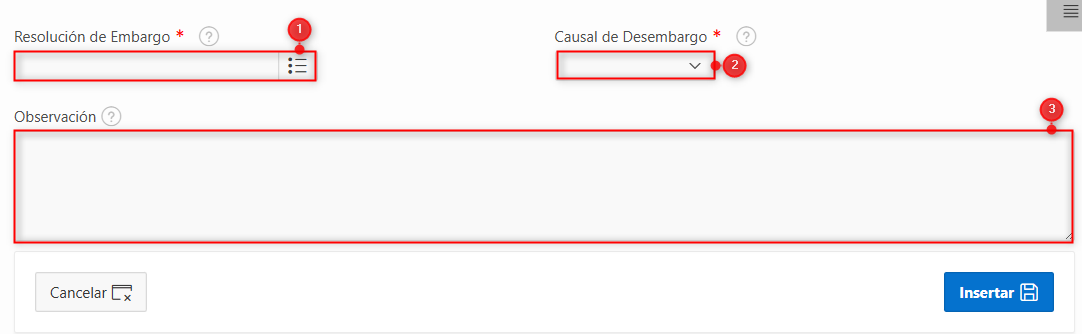 1
Resolución de Embargo * ?
Causal de Desembargo * ?
2
Observación ?
3
Cancelar
Insertar